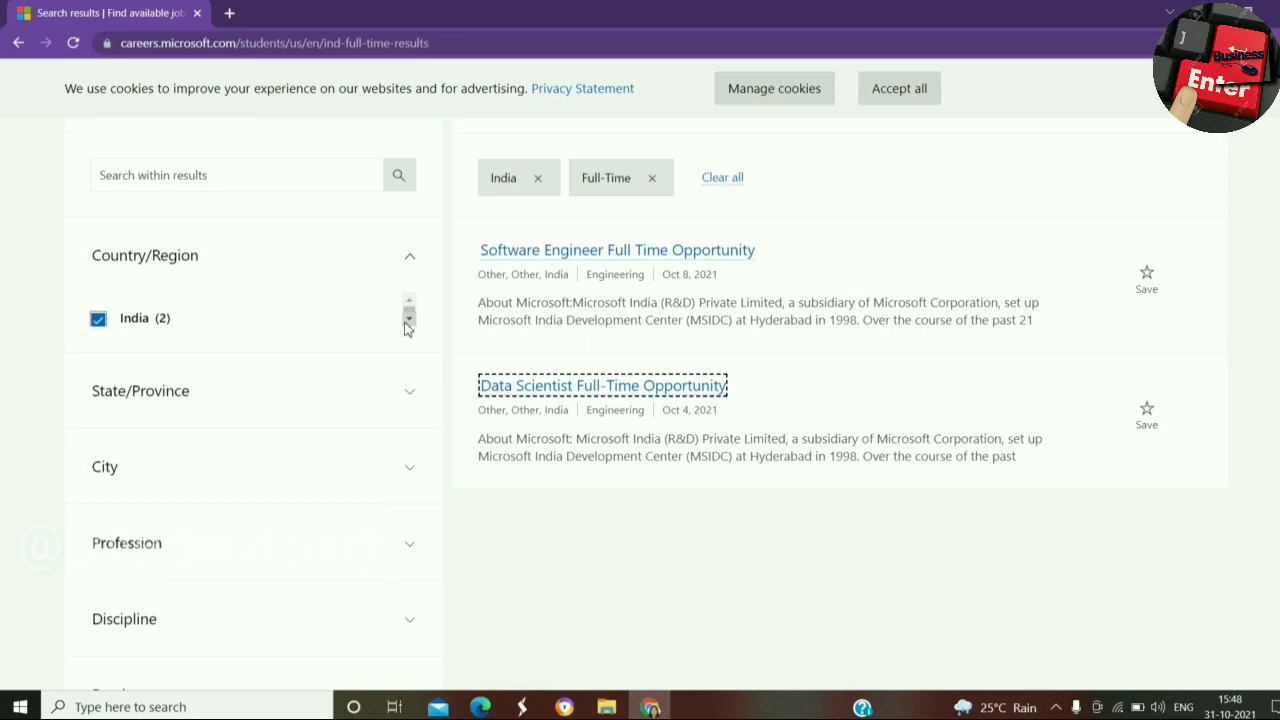 Search results | Find available job
careers.microsoft.com/students/us/en/ind-full-time-results
We use cookies to improve your experience on our websites and for advertising. Privacy Statement
Manage cookies
Accept all
Business
Enter
Search within results
India
Full-Time
Clear all
Country/Region
India (2)
State/Province
City
Profession
Discipline
Software Engineer Full Time Opportunity
Other, Other, India
Engineering
Oct 8, 2021
About Microsoft:Microsoft India (R&D) Private Limited, a subsidiary of Microsoft Corporation, set up
Microsoft India Development Center (MSIDC) at Hyderabad in 1998. Over the course of the past 21
Save
Data Scientist Full-Time Opportunity
Other, Other, India
Engineering
Oct 4, 2021
About Microsoft: Microsoft India (R&D) Private Limited, a subsidiary of Microsoft Corporation, set up
Microsoft India Development Center (MSIDC) at Hyderabad in 1998. Over the course of the past
Save
Type here to search
25°C Rain
ENG
15:48
31-10-2021